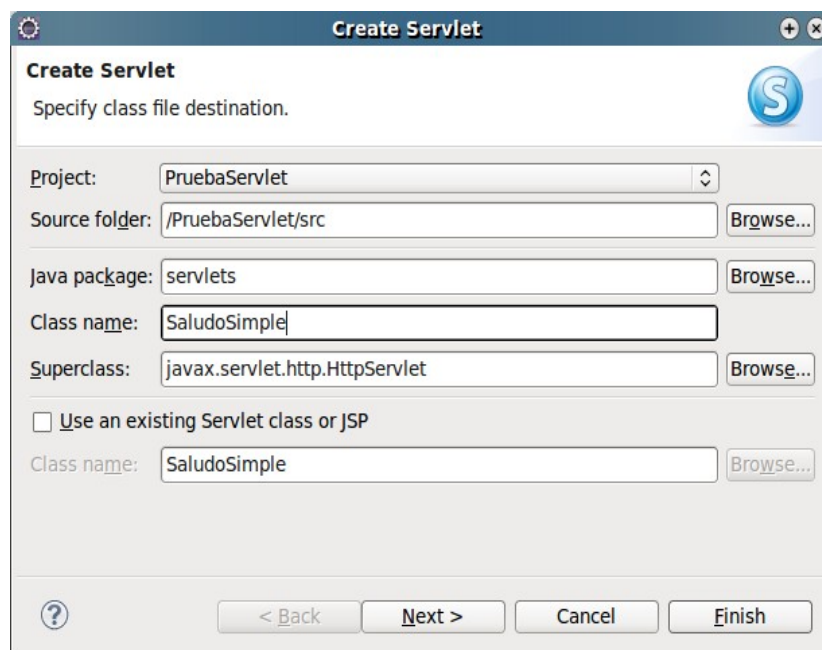 Create Servlet
Create Servlet
Specify class file destination.
Project: PruebaServlet
Source folder: /PruebaServlet/src Browse...
Java package: servlets Browse...
Class name: SaludoSimple
Superclass: javax.servlet.http.HttpServlet Browse...
Use an existing Servlet class or JSP
Class name: SaludoSimple Browse...
< Back Next > Cancel Finish